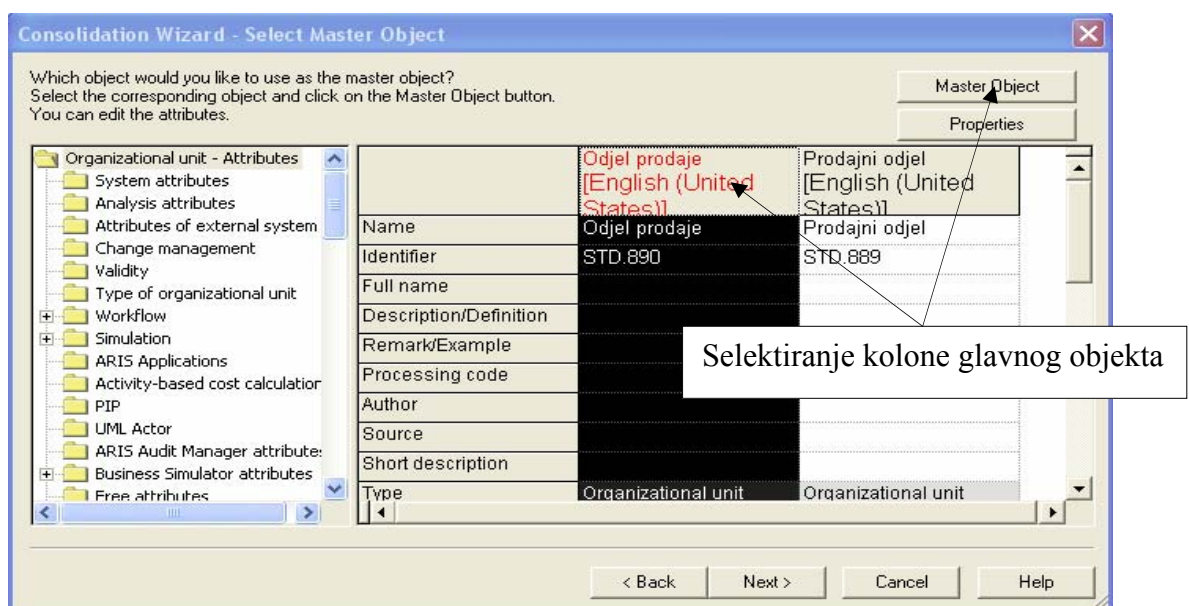 Consolidation Wizard - Select Master Object
Which object would you like to use as the master object?
Select the corresponding object and click on the Master Object button.
You can edit the attributes.
Master Object
Properties
Organizational unit - Attributes
System attributes
Analysis attributes
Attributes of external system
Change management
Validity
Type of organizational unit
Workflow
Simulation
ARIS Applications
Activity-based cost calculation
PIP
UML Actor
ARIS Audit Manager attributes
Business Simulator attributes
Free attributes
Odjel prodaje Prodajni odjel
[English (United [English (United
States)] States)]
Name Odjel prodaje Prodajni odjel
Identifier STD.890 STD.889
Full name
Description/Definition
Remark/Example
Processing code
Author
Source
Short description
Type Organizational unit Organizational unit
Selektiranje kolone glavnog objekta
< Back Next > Cancel Help